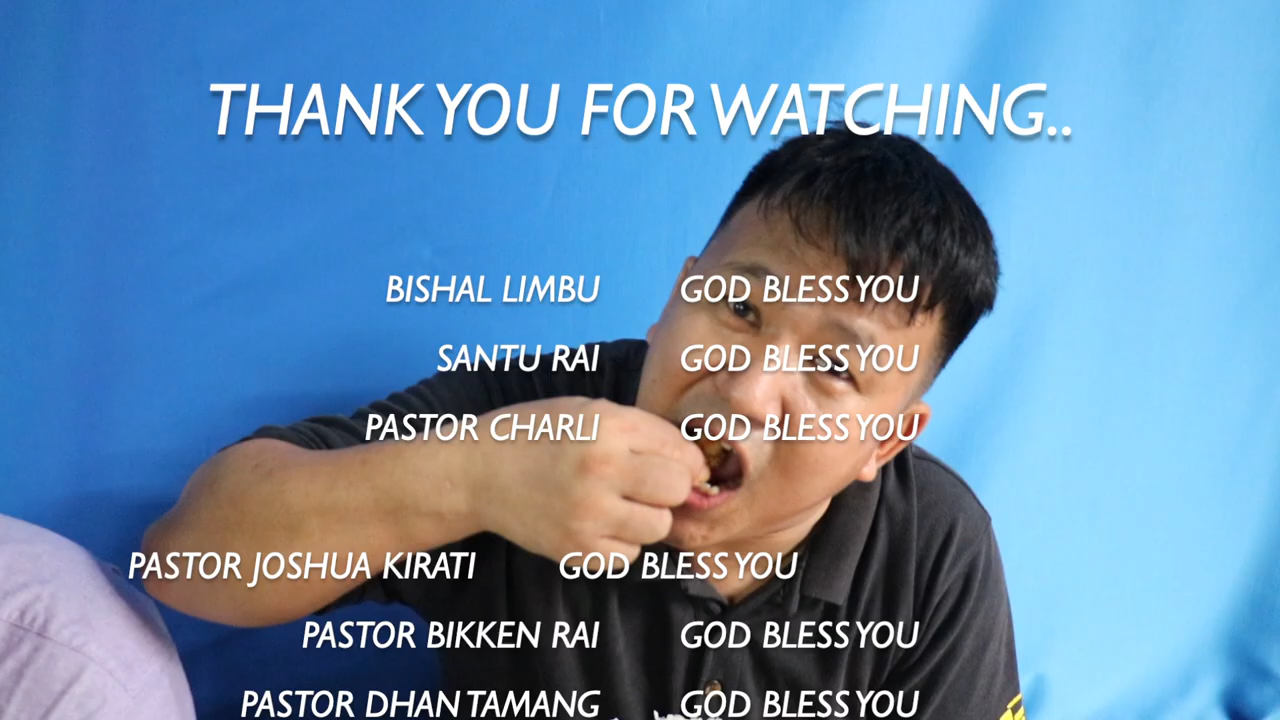 THANK YOU FOR WATCHING..
BISHAL LIMBU GOD BLESS YOU
SANTU RAI GOD BLESS YOU
PASTOR CHARLI GOD BLESS YOU
PASTOR JOSHUA KIRATI GOD BLESS YOU
PASTOR BIKKEN RAI GOD BLESS YOU
PASTOR DHAN TAMANG GOD BLESS YOU